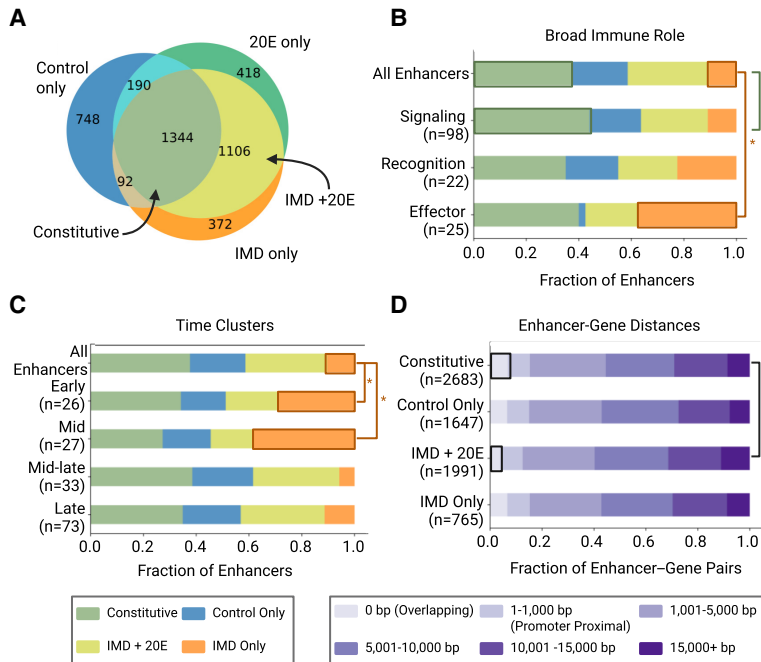 A
20E only
418
Control
only
190
748
1344
1106
92
IMD +20E
Constitutive
372
IMD only
B
Broad Immune Role
All Enhancers
Signaling
(n=98)
Recognition
(n=22)
Effector
(n=25)
*
0.0 0.2 0.4 0.6 0.8 1.0
Fraction of Enhancers
C
Time Clusters
All
Enhancers
Early
(n=26)
Mid
(n=27)
Mid-late
(n=33)
Late
(n=73)
*
*
0.0 0.2 0.4 0.6 0.8 1.0
Fraction of Enhancers
D
Enhancer-Gene Distances
Constitutive
(n=2683)
Control Only
(n=1647)
IMD + 20E
(n=1991)
IMD Only
(n=765)
0.0 0.2 0.4 0.6 0.8 1.0
Fraction of Enhancer–Gene Pairs
Constitutive Control Only
IMD + 20E IMD Only
0 bp (Overlapping) 1-1,000 bp 1,001-5,000 bp
(Promoter Proximal)
5,001-10,000 bp 10,001 -15,000 bp 15,000+ bp